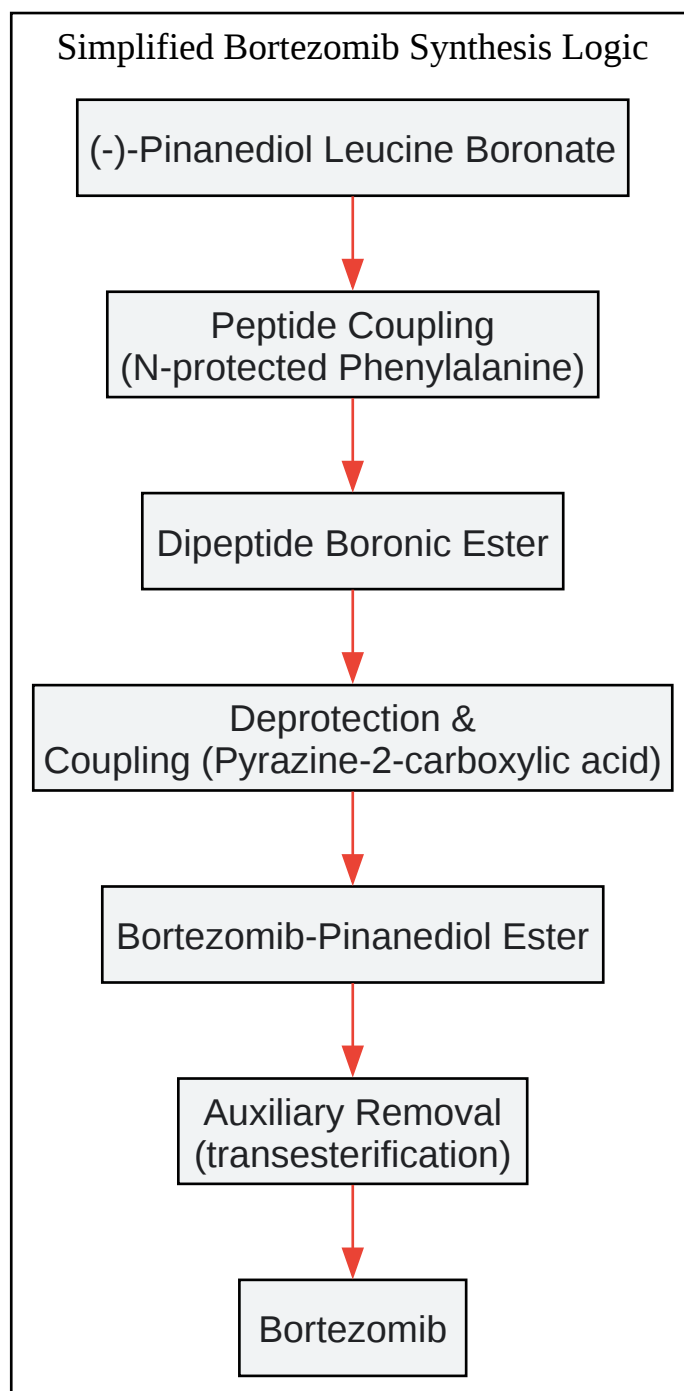 Simplified Bortezomib Synthesis Logic
(-)-Pinanediol Leucine Boronate
Peptide Coupling
(N-protected Phenylalanine)
Dipeptide Boronic Ester
Deprotection &
Coupling (Pyrazine-2-carboxylic acid)
Bortezomib-Pinanediol Ester
Auxiliary Removal
(transesterification)
Bortezomib